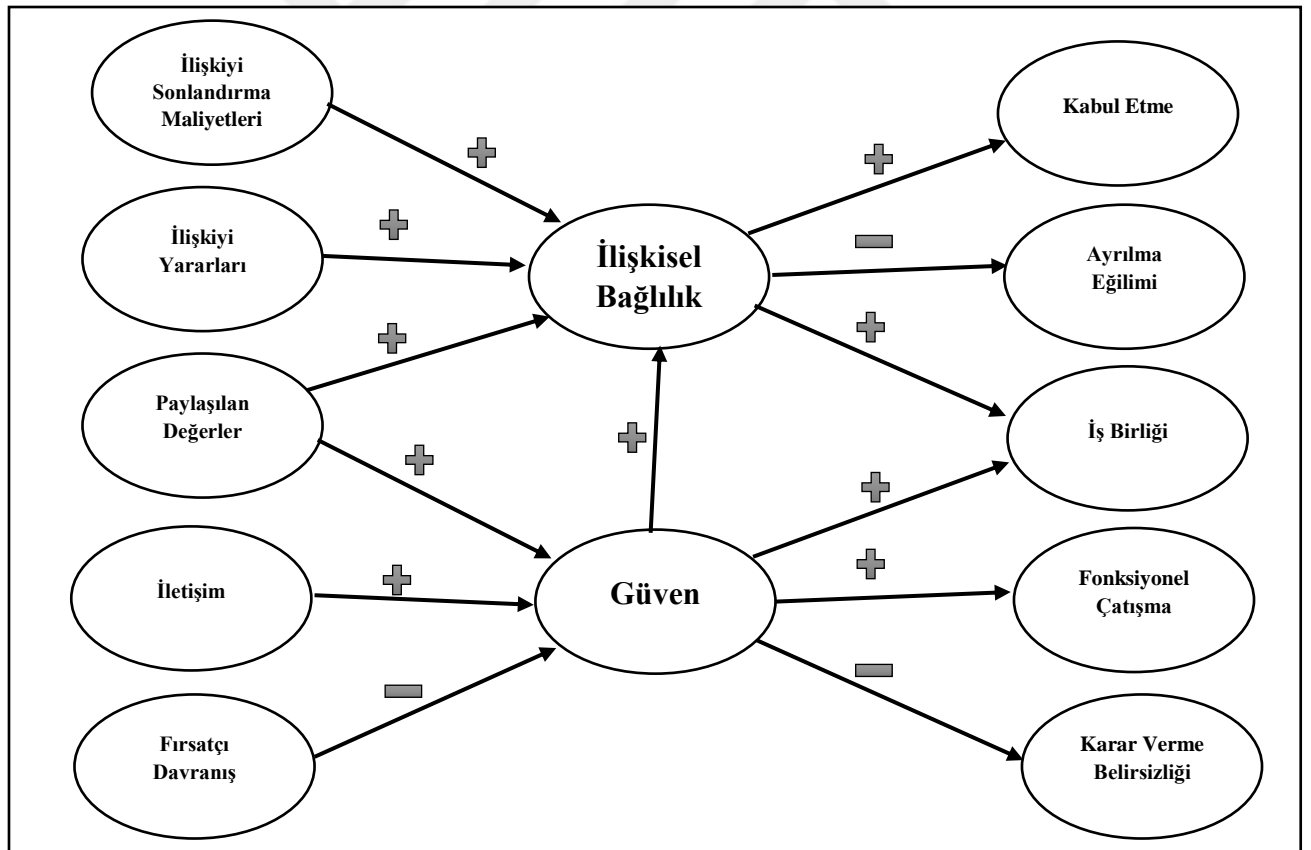 İlişkiyi
Sonlandırma
Maliyetleri
İlişkiyi
Yararları
Paylaşılan
Değerler
İletişim
Fırsatçı
Davranış
İlişkisel
Bağlılık
Güven
Kabul Etme
Ayrılma
Eğilimi
İş Birliği
Fonksiyonel
Çatışma
Karar Verme
Belirsizliği